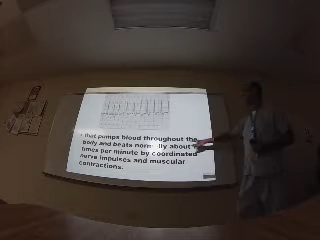 that pumps blood throughout the
body and beats normally about
times per minute by coordinated
nerve impulses and muscular
contractions.